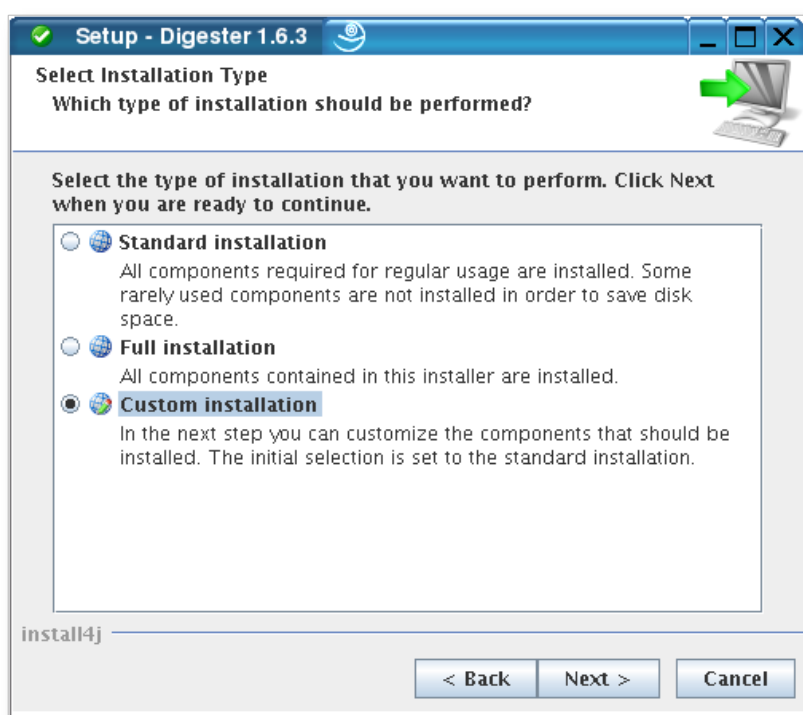 Setup - Digester 1.6.3
Select Installation Type
Which type of installation should be performed?
Select the type of installation that you want to perform. Click Next
when you are ready to continue.
Standard installation
All components required for regular usage are installed. Some
rarely used components are not installed in order to save disk
space.
Full installation
All components contained in this installer are installed.
Custom installation
In the next step you can customize the components that should be
installed. The initial selection is set to the standard installation.
install4j
< Back Next > Cancel